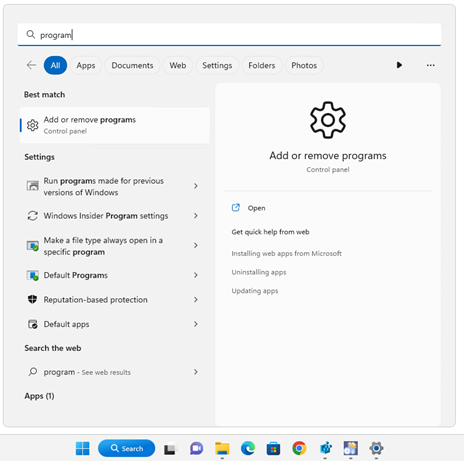 program
All
Apps
Documents
Web
Settings
Folders
Photos
Best match
Add or remove programs
Control panel
Settings
Run programs made for previous
versions of Windows
Windows Insider Program settings
Make a file type always open in a
specific program
Default Programs
Reputation-based protection
Default apps
Search the web
program - See web results
Apps (1)
Add or remove programs
Control panel
Open
Get quick help from web
Installing web apps from Microsoft
Uninstalling apps
Updating apps
Search